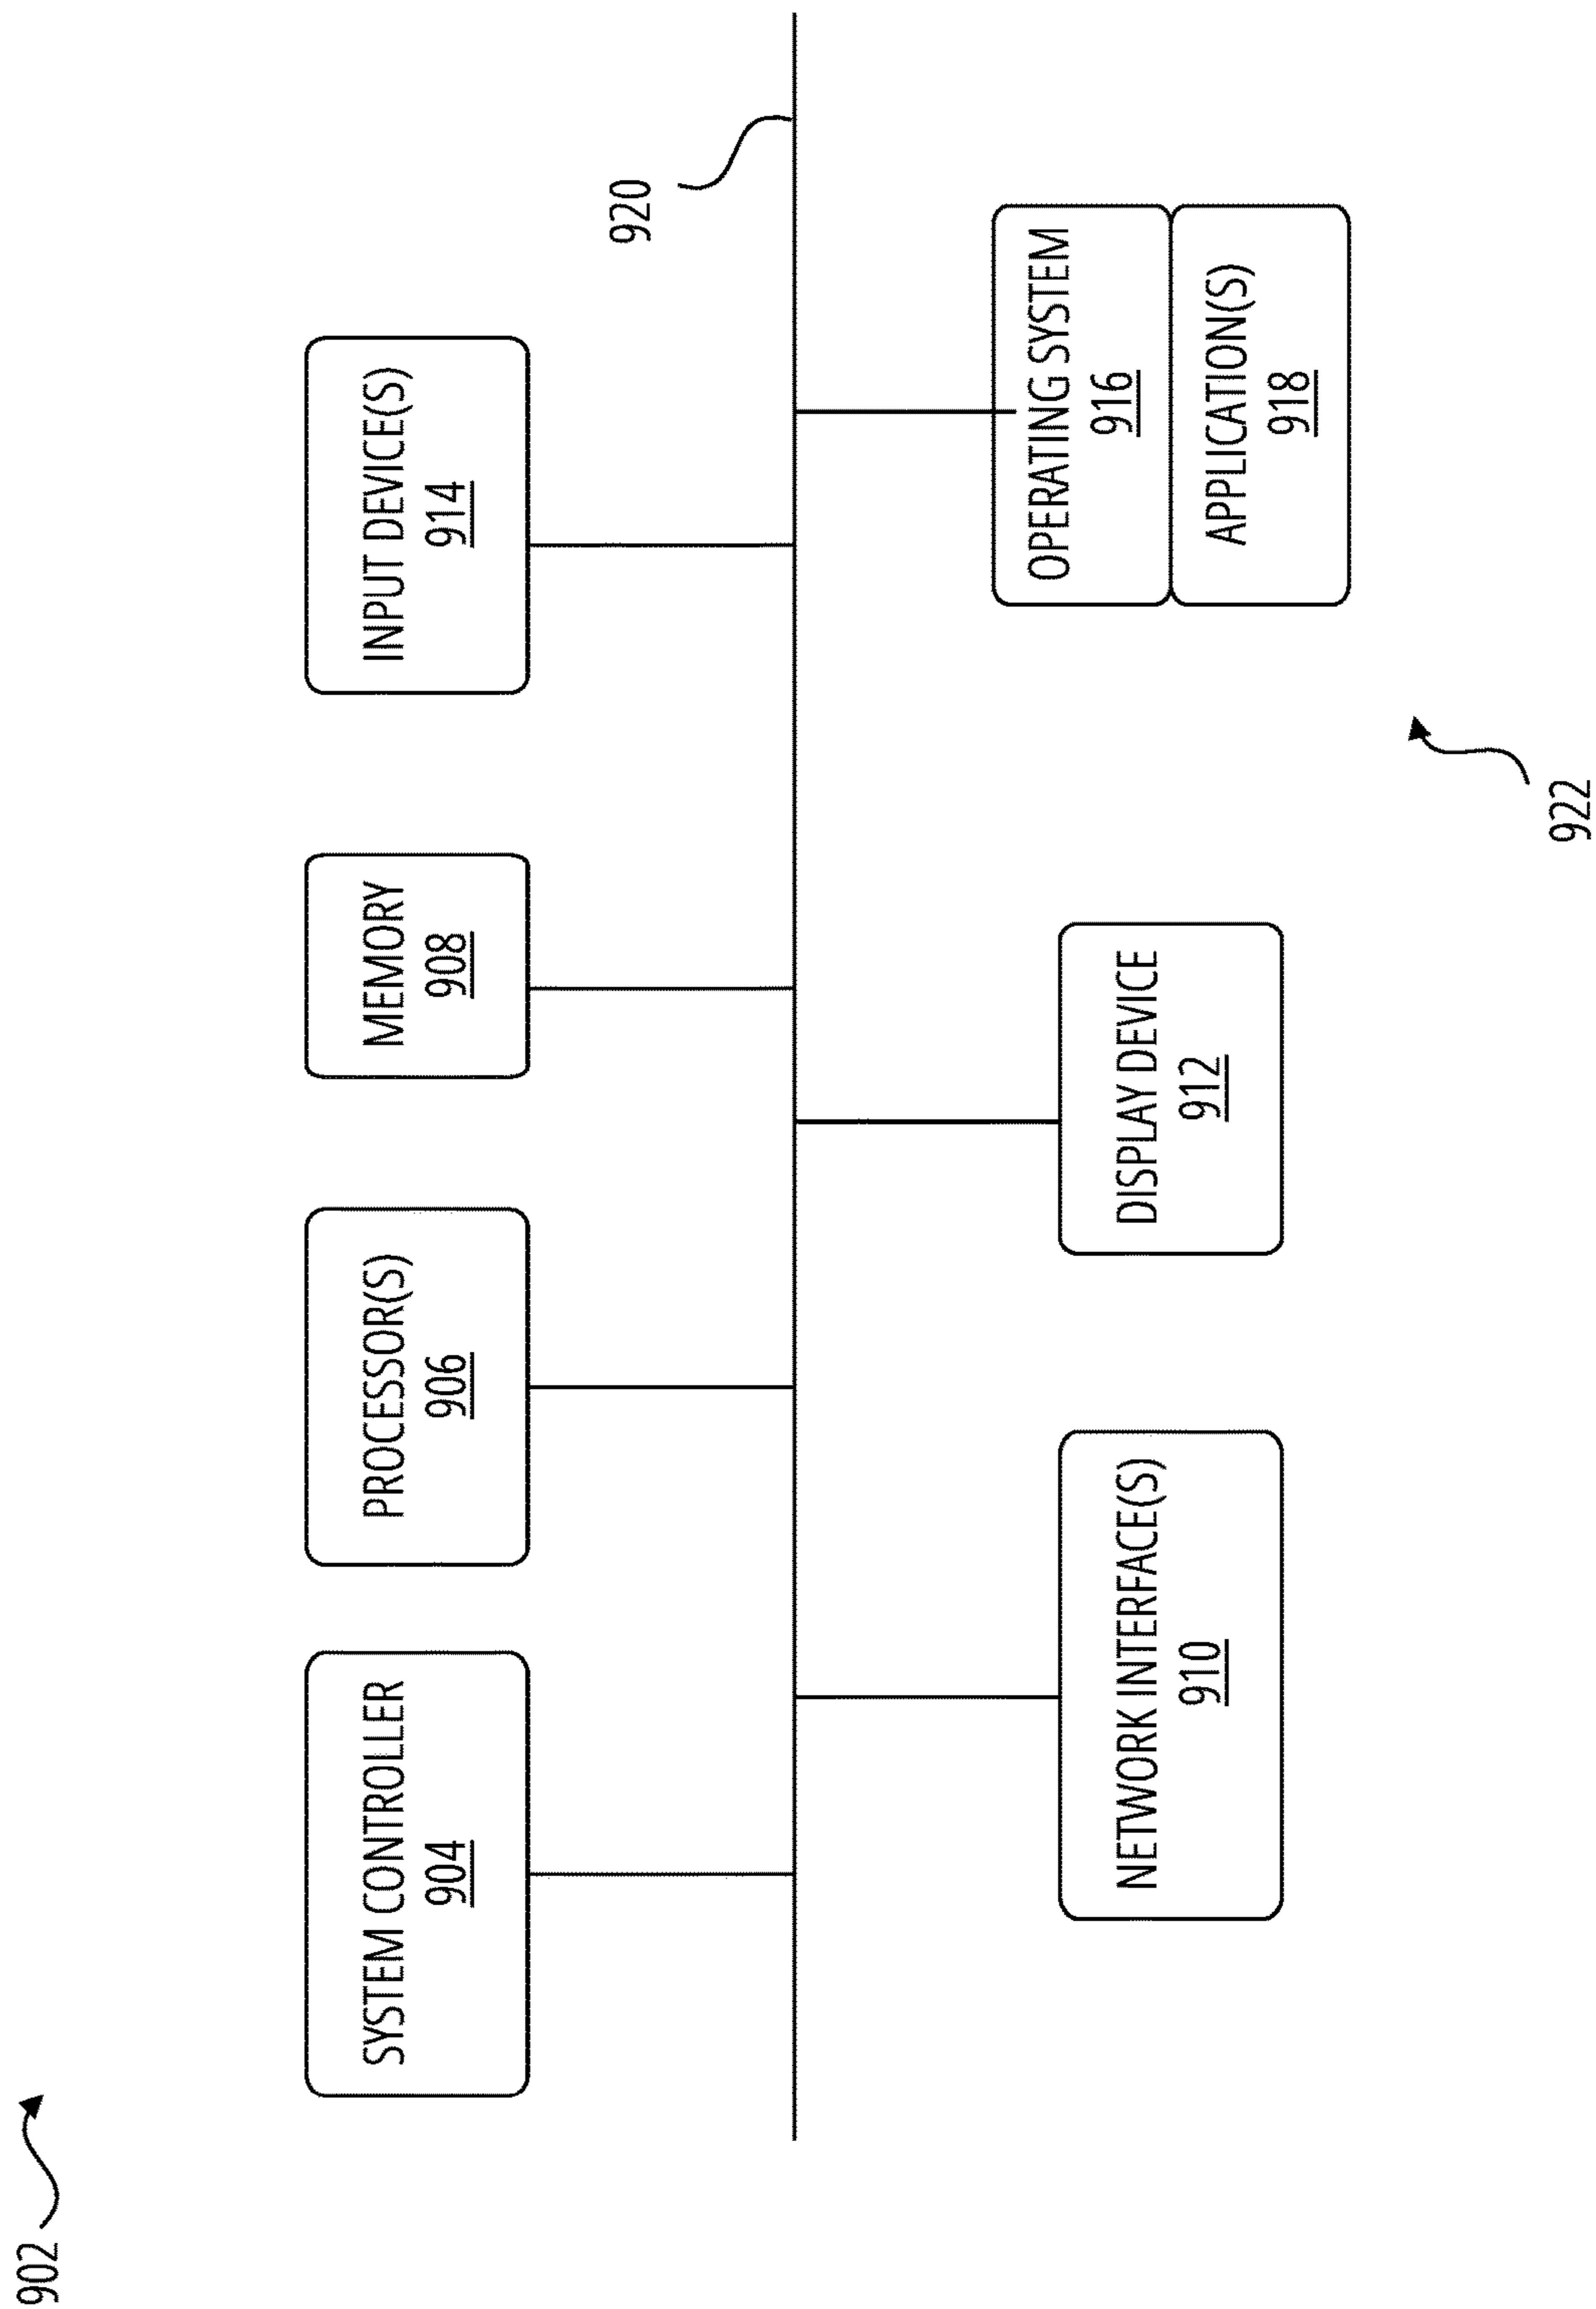 902
SYSTEM CONTROLLER
904
PROCESSOR(S)
906
MEMORY
908
INPUT DEVICE(S)
914
920
NETWORK INTERFACE(S)
910
DISPLAY DEVICE
912
OPERATING SYSTEM
916
APPLICATION(S)
918
922